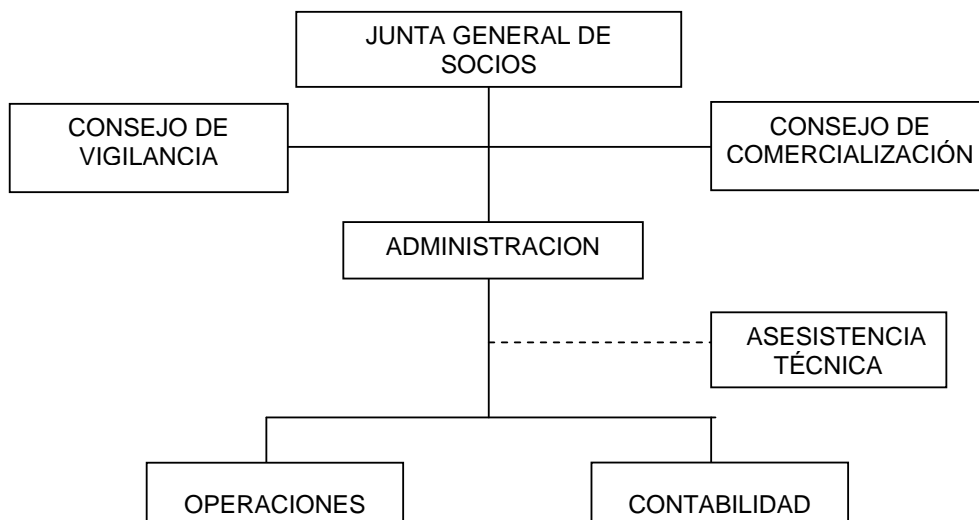 JUNTA GENERAL DE
SOCIOS
CONSEJO DE
VIGILANCIA
CONSEJO DE
COMERCIALIZACIÓN
ADMINISTRACION
ASESISTENCIA
TÉCNICA
OPERACIONES
CONTABILIDAD